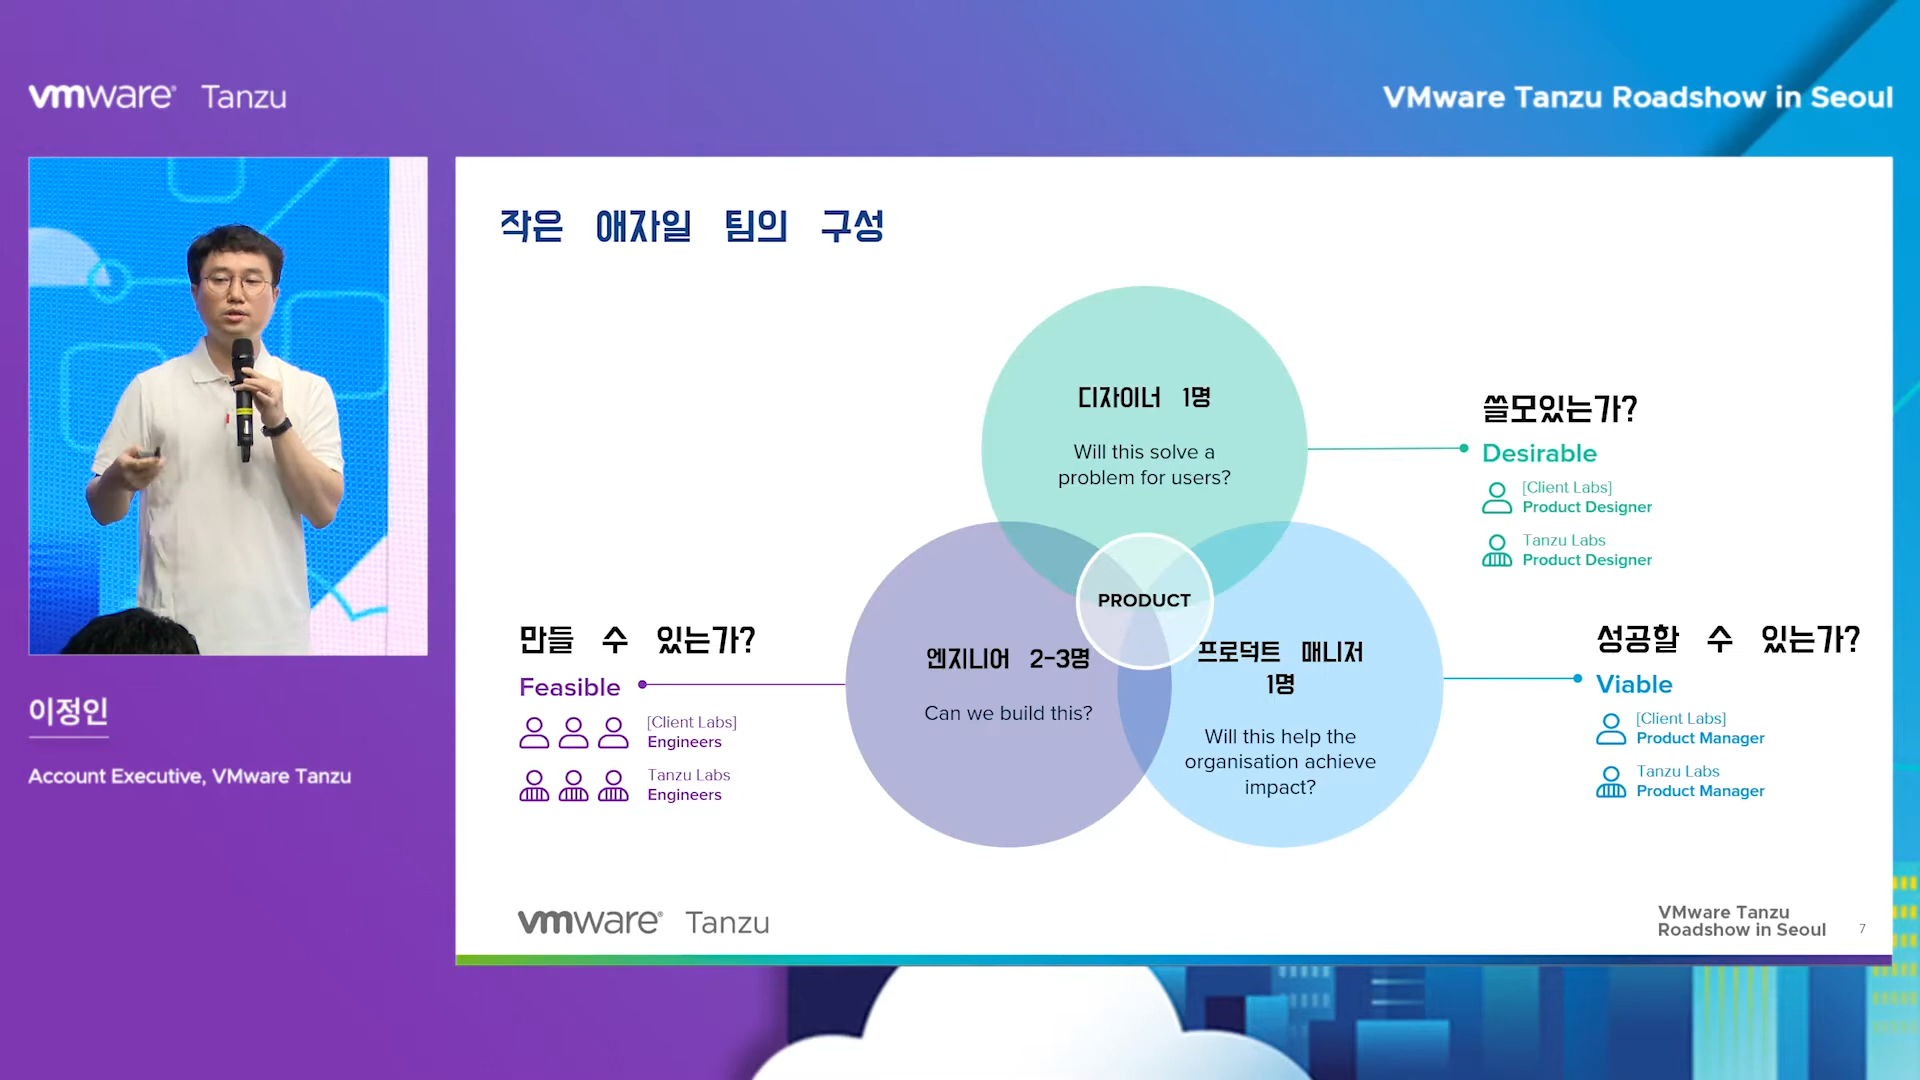 vmware® Tanzu
VMware Tanzu Roadshow in Seoul
이정인
Account Executive, VMware Tanzu
작은 애자일 팀의 구성
디자이너 1명
Will this solve a
problem for users?
쓸모있는가?
Desirable
[Client Labs]
Product Designer
Tanzu Labs
Product Designer
PRODUCT
만들 수 있는가?
Feasible
[Client Labs]
Engineers
Tanzu Labs
Engineers
엔지니어 2-3명
Can we build this?
프로덕트 매니저
1명
Will this help the
organisation achieve
impact?
성공할 수 있는가?
Viable
[Client Labs]
Product Manager
Tanzu Labs
Product Manager
vmware® Tanzu
VMware Tanzu
Roadshow in Seoul
7